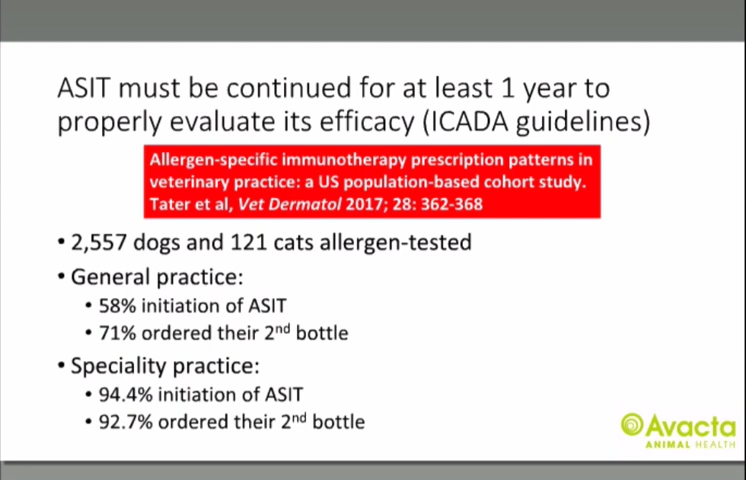 ASIT must be continued for at least 1 year to
properly evaluate its efficacy (ICADA guidelines)
Allergen-specific immunotherapy prescription patterns in
veterinary practice: a US population-based cohort study.
Tater et al, Vet Dermatol 2017; 28: 362-368
• 2,557 dogs and 121 cats allergen-tested
• General practice:
• 58% initiation of ASIT
• 71% ordered their 2nd bottle
• Speciality practice:
• 94.4% initiation of ASIT
• 92.7% ordered their 2nd bottle
Avacta
ANIMAL HEALTH